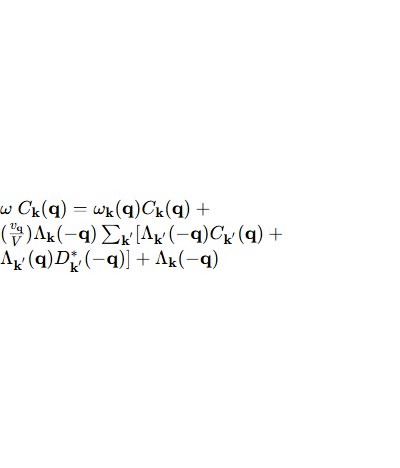 ω C_𝐤(𝐪) = ω_𝐤(𝐪)C_𝐤(𝐪) +
(v_𝐪/V)Λ_𝐤(−𝐪) ∑_𝐤′[Λ_𝐤′(−𝐪)C_𝐤′(𝐪) +
Λ_𝐤′(𝐪)D*_𝐤′(−𝐪)] + Λ_𝐤(−𝐪)